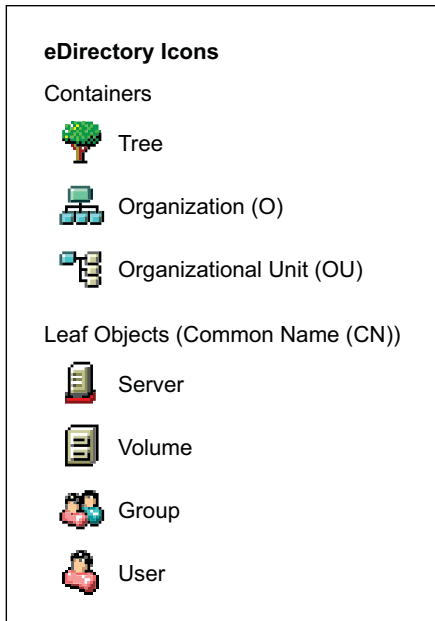 eDirectory Icons
Containers
Tree
Organization (O)
Organizational Unit (OU)
Leaf Objects (Common Name (CN))
Server
Volume
Group
User